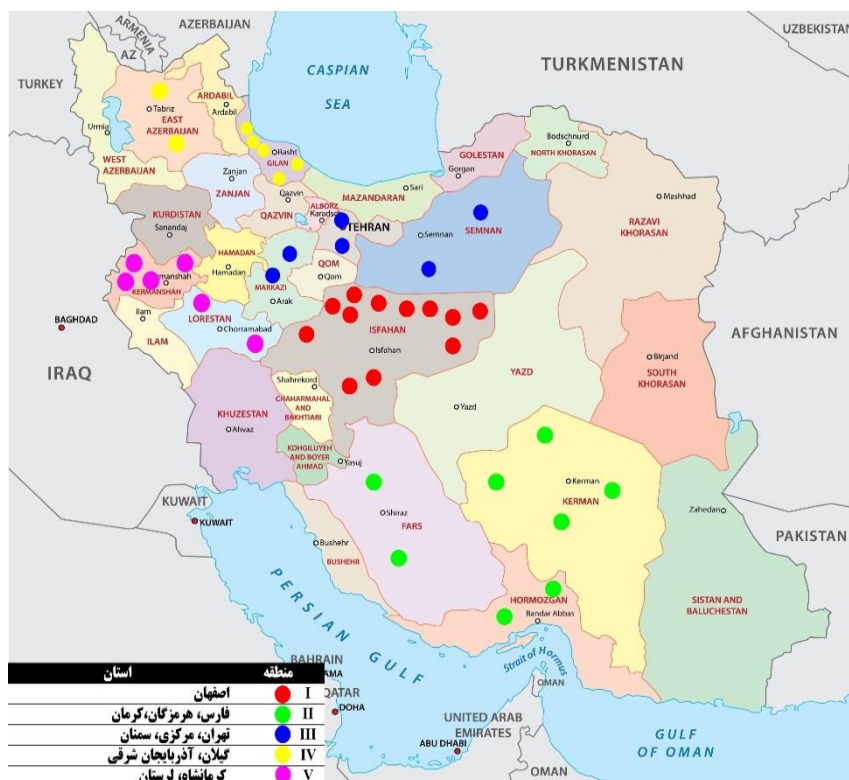 AZERBAIJAN
ARMENIA
AZ
UZBEKISTAN
TURKEY
CASPIAN
SEA
TURKMENISTAN
ARDABIL
Ardabil
Tabriz
EAST
AZERBAIJAN
Urmia
WEST
AZERBAIJAN
Rasht
GILAN
Zanjan
ZANJAN
Qazvin
QAZVIN
ALBORZ
TEHRAN
MAZANDARAN
Sari
GOLESTAN
Gorgan
Bodschnurd
NORTH KHORASAN
Mashhad
RAZAVI
KHORASAN
Semnan
SEMNAN
KURDISTAN
Sanandaj
HAMADAN
Hamadan
QOM
Qom
MARKAZI
Arak
KERMANSHAH
Ilam
ILAM
LORESTAN
Chorramabad
BAGHDAD
IRAQ
ISFAHAN
Isfahan
AFGHANISTAN
Birjand
SOUTH
KHORASAN
YAZD
Yazd
Shahrekord
CHAHARMAHAL
AND
BAKHTIARI
KHUZESTAN
Ahvaz
KOHGILUYEH
AND BOYER
AHMAD
Yasuj
Kerman
KERMAN
Shiraz
FARS
KUWAIT
KUWAIT
Bushehr
BUSHEHR
Zahedan
PAKISTAN
SISTAN AND
BALUCHESTAN
HORMOZGAN
Bandar Abbas
PERSIAN GULF
Strait of Hormus
OMAN
BAHRAIN
QATAR
DOHA
UNITED ARAB
EMIRATES
ABU DHABI
GULF
OF OMAN
OMAN
منطقه استان
I اصفهان
II فارس، هرمزگان،کرمان
III تهران، مرکزی، سمنان
IV گیلان، آذربایجان شرقی
V کرمانشاه، لرستان